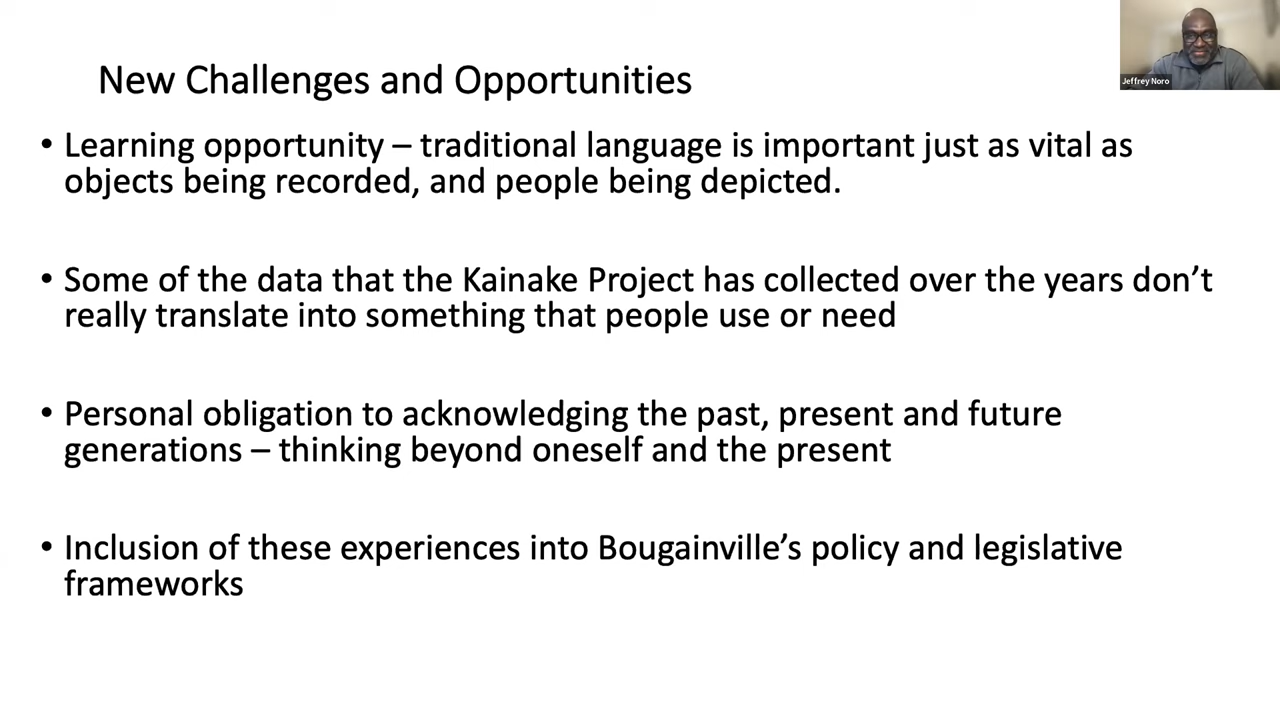 New Challenges and Opportunities
Jeffrey Noro
• Learning opportunity – traditional language is important just as vital as
objects being recorded, and people being depicted.
• Some of the data that the Kainake Project has collected over the years don’t
really translate into something that people use or need
• Personal obligation to acknowledging the past, present and future
generations – thinking beyond oneself and the present
• Inclusion of these experiences into Bougainville’s policy and legislative
frameworks